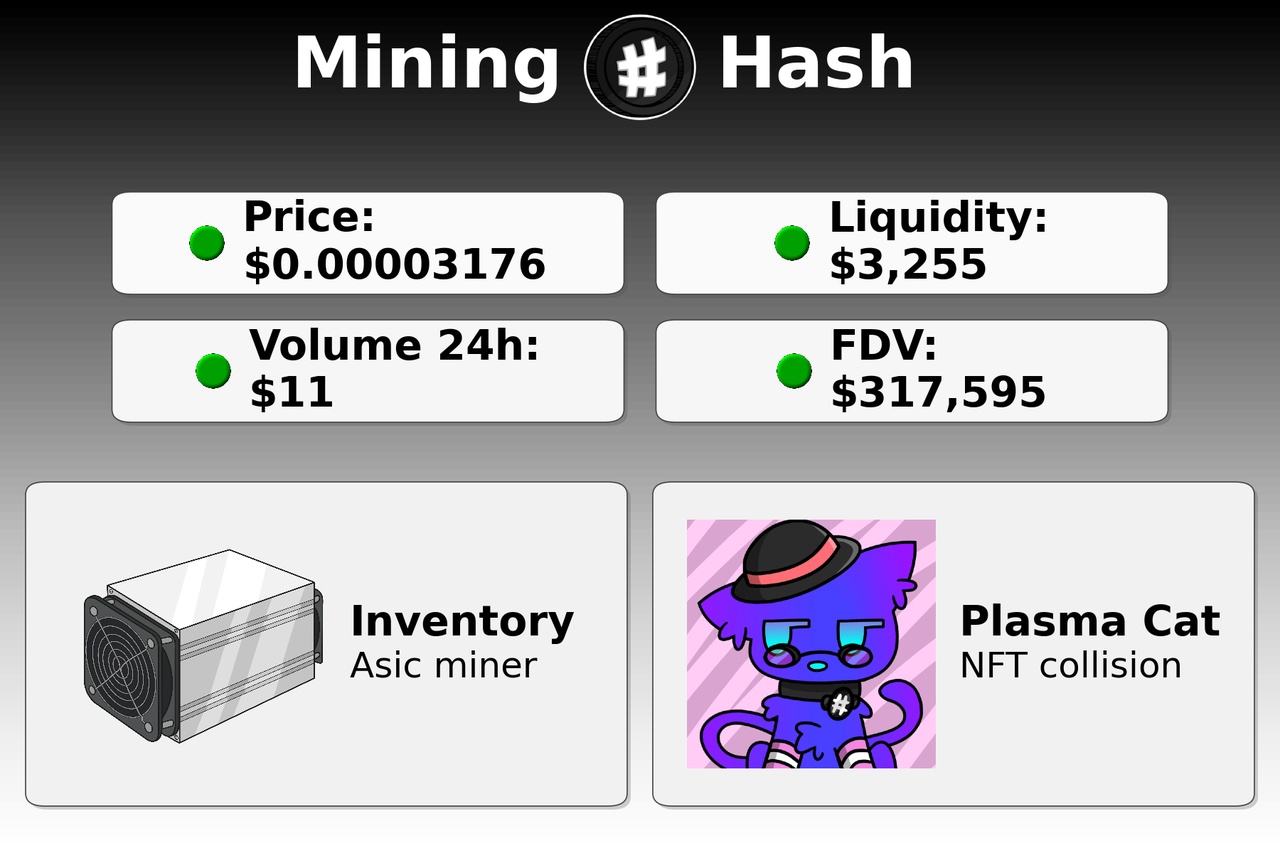 Mining # Hash
Price:
$0.00003176
Liquidity:
$3,255
Volume 24h:
$11
FDV:
$317,595
Inventory
Asic miner
#
Plasma Cat
NFT collision